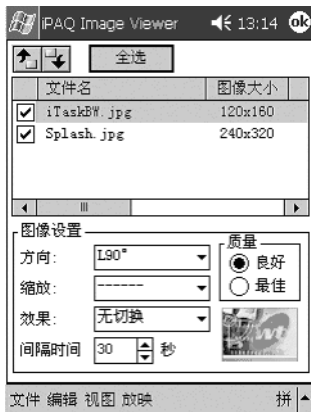 iPAQ Image Viewer 13:14 ok
全选
文件名 图像大小
iTaskBW.jpg 120x160
Splash.jpg 240x320
图像设置 质量
方向: L90° 良好
缩放: ------ 最佳
效果: 无切换
间隔时间 30 秒
文件 编辑 视图 放映 拼